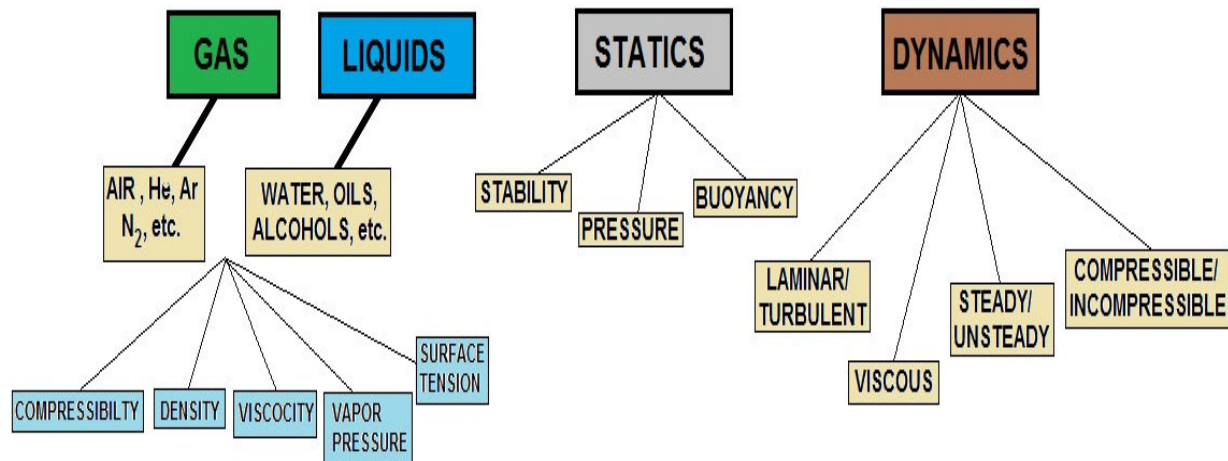 GAS
LIQUIDS
STATICS
DYNAMICS
AIR , He, Ar
N2, etc.
WATER, OILS,
ALCOHOLS, etc.
STABILITY
PRESSURE
BUOYANCY
LAMINAR/
TURBULENT
VISCOUS
STEADY/
UNSTEADY
COMPRESSIBLE/
INCOMPRESSIBLE
COMPRESSIBILTY
DENSITY
VISCOCITY
VAPOR
PRESSURE
SURFACE
TENSION